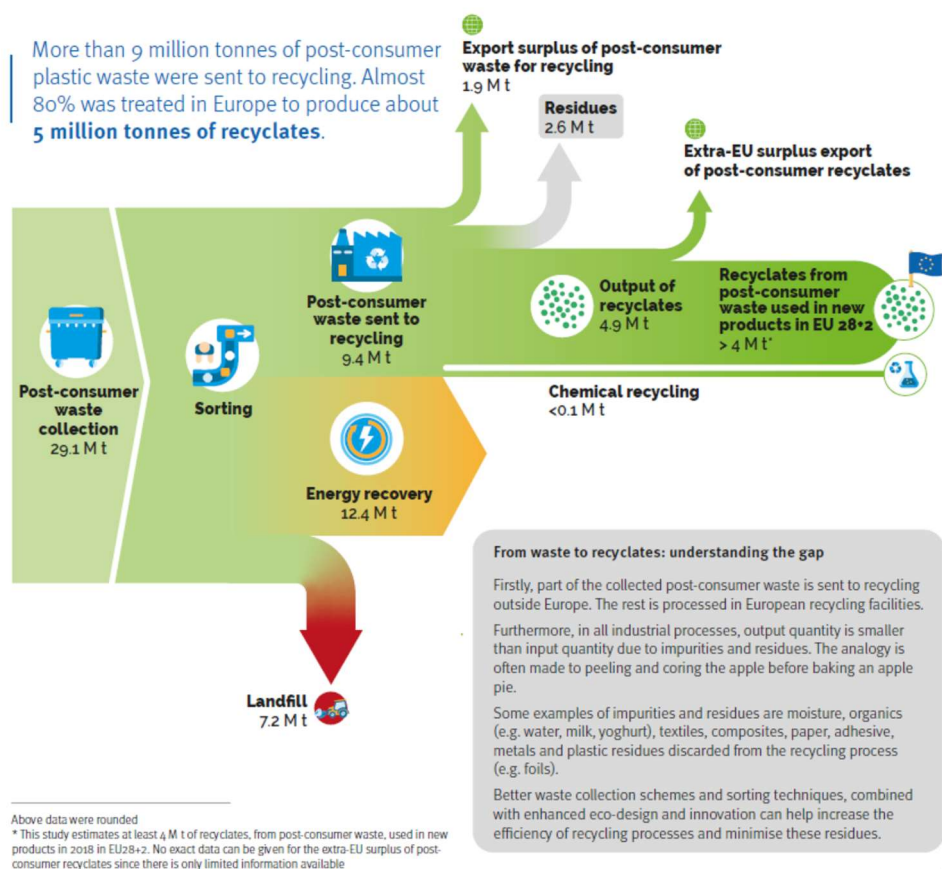 More than 9 million tonnes of post-consumer
plastic waste were sent to recycling. Almost
80% was treated in Europe to produce about
5 million tonnes of recyclates.
Export surplus of post-consumer
waste for recycling
1.9 M t
Residues
2.6 M t
Extra-EU surplus export
of post-consumer recyclates
Post-consumer
waste
collection
29.1 M t
Sorting
Post-consumer
waste sent to
recycling
9.4 M t
Output of
recyclates
4.9 M t
Recyclates from
post-consumer
waste used in new
products in EU 28+2
> 4 M t*
Chemical recycling
<0.1 M t
Energy recovery
12.4 M t
Landfill
7.2 M t
From waste to recyclates: understanding the gap
Firstly, part of the collected post-consumer waste is sent to recycling
outside Europe. The rest is processed in European recycling facilities.
Furthermore, in all industrial processes, output quantity is smaller
than input quantity due to impurities and residues. The analogy is
often made to peeling and coring the apple before baking an apple
pie.
Some examples of impurities and residues are moisture, organics
(e.g. water, milk, yoghurt), textiles, composites, paper, adhesive,
metals and plastic residues discarded from the recycling process
(e.g. foils).
Better waste collection schemes and sorting techniques, combined
with enhanced eco-design and innovation can help increase the
efficiency of recycling processes and minimise these residues.
Above data were rounded
* This study estimates at least 4 M t of recyclates, from post-consumer waste, used in new
products in 2018 in EU28+2. No exact data can be given for the extra-EU surplus of post-
consumer recyclates since there is only limited information available